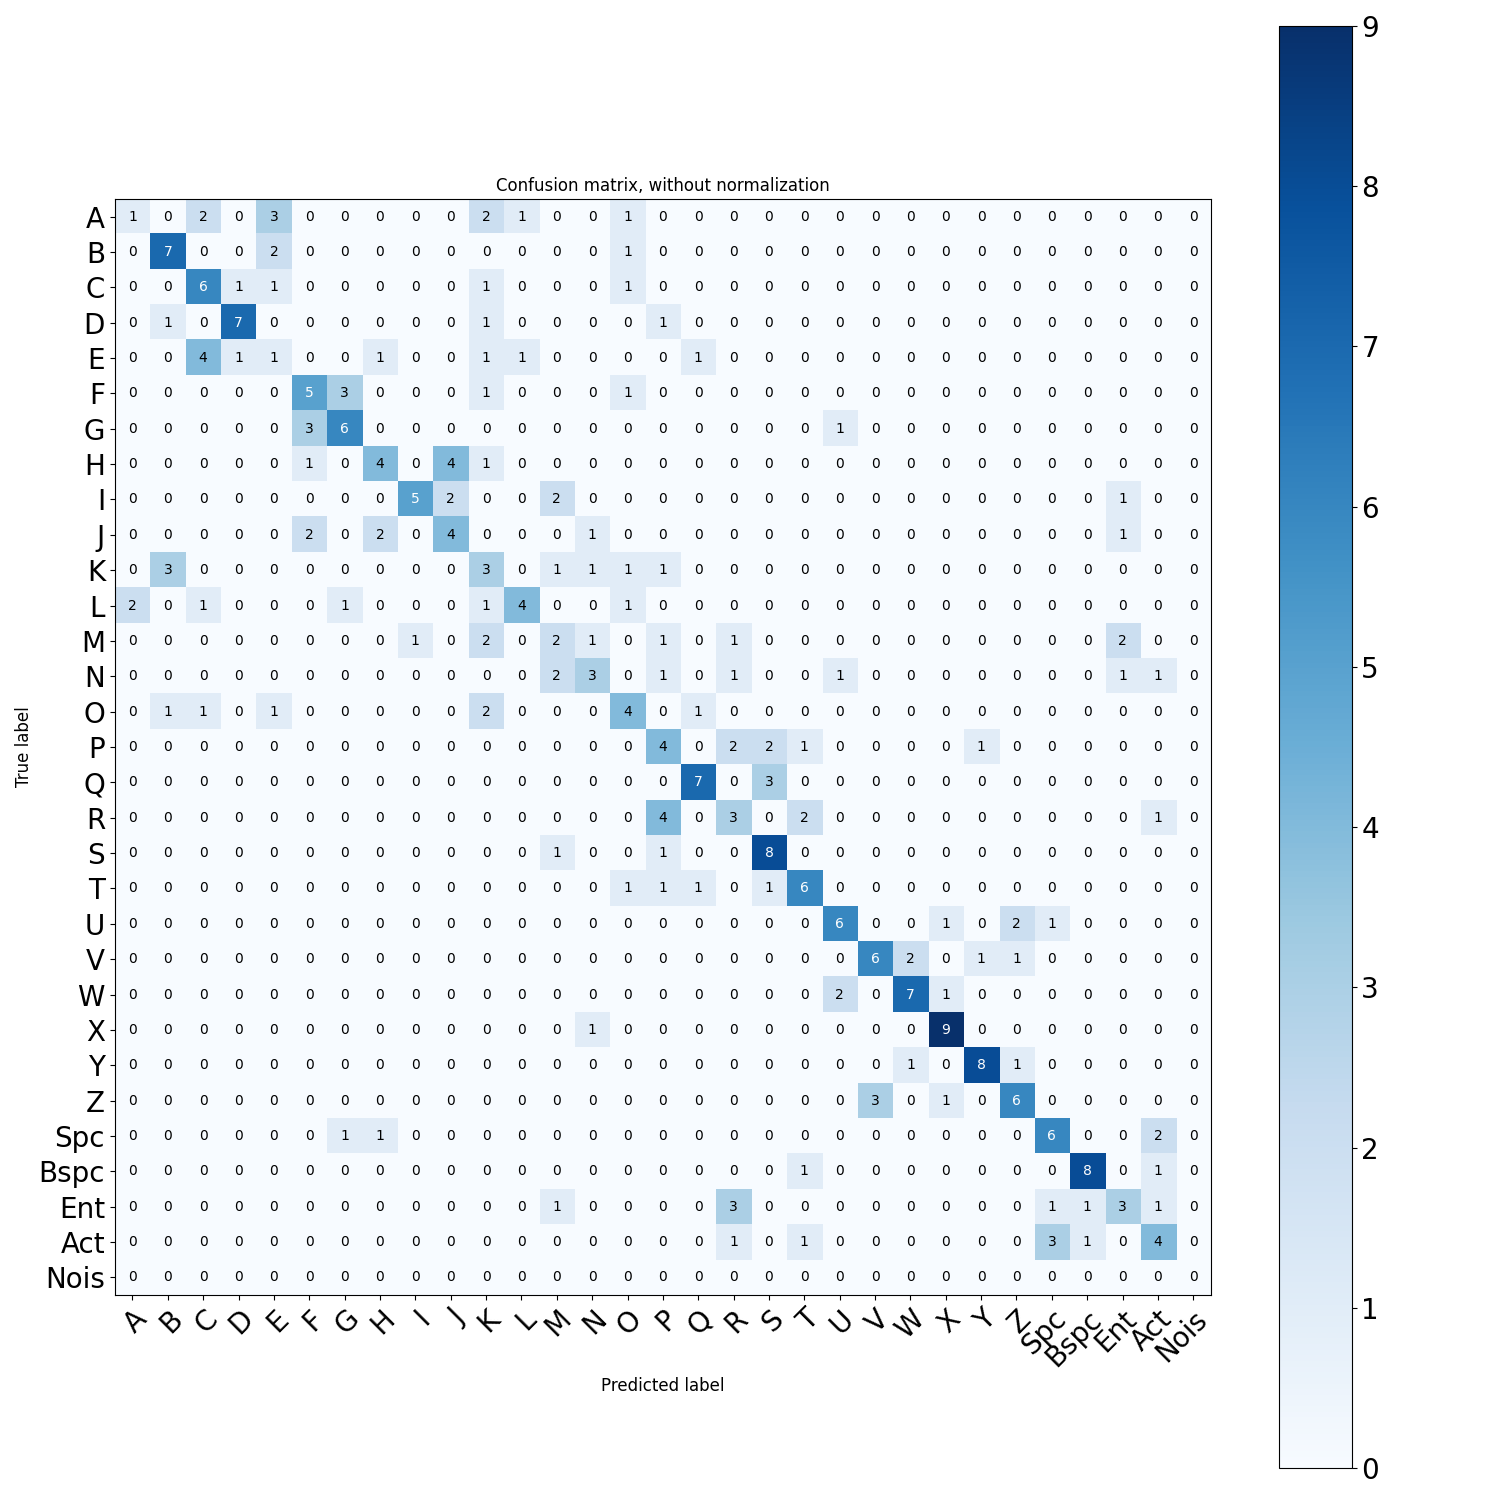 Confusion matrix, without normalization
A 1 0 2 0 3 0 0 0 0 0 2 1 0 0 1 0 0 0 0 0 0 0 0 0 0 0 0 0 0 0 0
B 0 7 0 0 2 0 0 0 0 0 0 0 0 0 1 0 0 0 0 0 0 0 0 0 0 0 0 0 0 0 0
C 0 0 6 1 1 0 0 0 0 0 1 0 0 0 1 0 0 0 0 0 0 0 0 0 0 0 0 0 0 0 0
D 0 1 0 7 0 0 0 0 0 0 1 0 0 0 0 1 0 0 0 0 0 0 0 0 0 0 0 0 0 0 0
E 0 0 4 1 1 0 0 1 0 0 1 1 0 0 0 0 1 0 0 0 0 0 0 0 0 0 0 0 0 0 0
F 0 0 0 0 0 5 3 0 0 0 1 0 0 0 1 0 0 0 0 0 0 0 0 0 0 0 0 0 0 0 0
G 0 0 0 0 0 3 6 0 0 0 0 0 0 0 0 0 0 0 0 0 1 0 0 0 0 0 0 0 0 0 0
H 0 0 0 0 0 1 0 4 0 4 1 0 0 0 0 0 0 0 0 0 0 0 0 0 0 0 0 0 0 0 0
I 0 0 0 0 0 0 0 0 5 2 0 0 2 0 0 0 0 0 0 0 0 0 0 0 0 0 0 0 1 0 0
J 0 0 0 0 0 2 0 2 0 4 0 0 0 1 0 0 0 0 0 0 0 0 0 0 0 0 0 0 1 0 0
K 0 3 0 0 0 0 0 0 0 0 3 0 1 1 1 1 0 0 0 0 0 0 0 0 0 0 0 0 0 0 0
L 2 0 1 0 0 0 1 0 0 0 1 4 0 0 1 0 0 0 0 0 0 0 0 0 0 0 0 0 0 0 0
M 0 0 0 0 0 0 0 0 1 0 2 0 2 1 0 1 0 1 0 0 0 0 0 0 0 0 0 0 2 0 0
N 0 0 0 0 0 0 0 0 0 0 0 0 2 3 0 1 0 1 0 0 1 0 0 0 0 0 0 0 1 1 0
O 0 1 1 0 1 0 0 0 0 0 2 0 0 0 4 0 1 0 0 0 0 0 0 0 0 0 0 0 0 0 0
P 0 0 0 0 0 0 0 0 0 0 0 0 0 0 0 4 0 2 2 1 0 0 0 0 1 0 0 0 0 0 0
Q 0 0 0 0 0 0 0 0 0 0 0 0 0 0 0 0 7 0 3 0 0 0 0 0 0 0 0 0 0 0 0
R 0 0 0 0 0 0 0 0 0 0 0 0 0 0 0 4 0 3 0 2 0 0 0 0 0 0 0 0 0 1 0
S 0 0 0 0 0 0 0 0 0 0 0 0 1 0 0 1 0 0 8 0 0 0 0 0 0 0 0 0 0 0 0
T 0 0 0 0 0 0 0 0 0 0 0 0 0 0 1 1 1 0 1 6 0 0 0 0 0 0 0 0 0 0 0
U 0 0 0 0 0 0 0 0 0 0 0 0 0 0 0 0 0 0 0 0 6 0 0 1 0 2 1 0 0 0 0
V 0 0 0 0 0 0 0 0 0 0 0 0 0 0 0 0 0 0 0 0 0 6 2 0 1 1 0 0 0 0 0
W 0 0 0 0 0 0 0 0 0 0 0 0 0 0 0 0 0 0 0 0 2 0 7 1 0 0 0 0 0 0 0
X 0 0 0 0 0 0 0 0 0 0 0 0 0 1 0 0 0 0 0 0 0 0 0 9 0 0 0 0 0 0 0
Y 0 0 0 0 0 0 0 0 0 0 0 0 0 0 0 0 0 0 0 0 0 0 1 0 8 1 0 0 0 0 0
Z 0 0 0 0 0 0 0 0 0 0 0 0 0 0 0 0 0 0 0 0 0 3 0 1 0 6 0 0 0 0 0
Spc 0 0 0 0 0 0 1 1 0 0 0 0 0 0 0 0 0 0 0 0 0 0 0 0 0 0 6 0 0 2 0
Bspc 0 0 0 0 0 0 0 0 0 0 0 0 0 0 0 0 0 0 0 1 0 0 0 0 0 0 0 8 0 1 0
Ent 0 0 0 0 0 0 0 0 0 0 0 0 1 0 0 0 0 3 0 0 0 0 0 0 0 0 1 1 3 1 0
Act 0 0 0 0 0 0 0 0 0 0 0 0 0 0 0 0 0 1 0 1 0 0 0 0 0 0 3 1 0 4 0
Nois 0 0 0 0 0 0 0 0 0 0 0 0 0 0 0 0 0 0 0 0 0 0 0 0 0 0 0 0 0 0 0
A B C D E F G H I J K L M N O P Q R S T U V W X Y Z Spc Bspc Ent Act Nois
Predicted label
True label
9
8
7
6
5
4
3
2
1
0